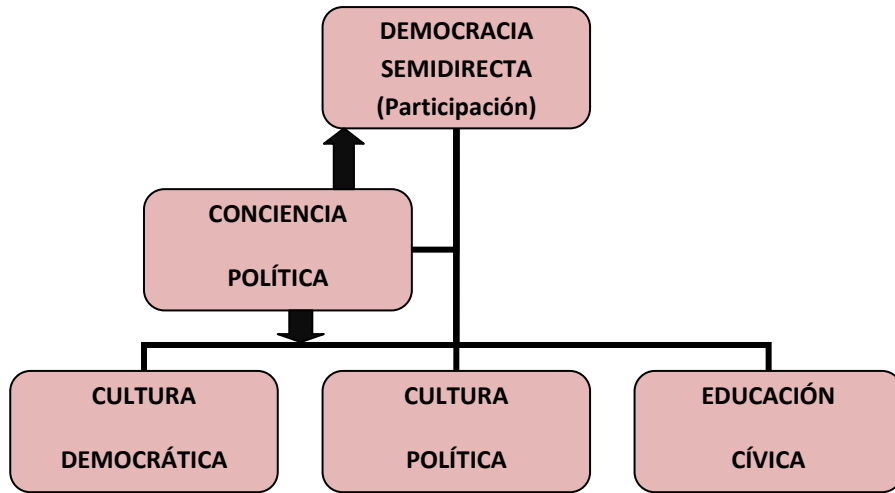 DEMOCRACIA
SEMIDIRECTA
(Participación)
CONCIENCIA
POLÍTICA
CULTURA
DEMOCRÁTICA
CULTURA
POLÍTICA
EDUCACIÓN
CÍVICA